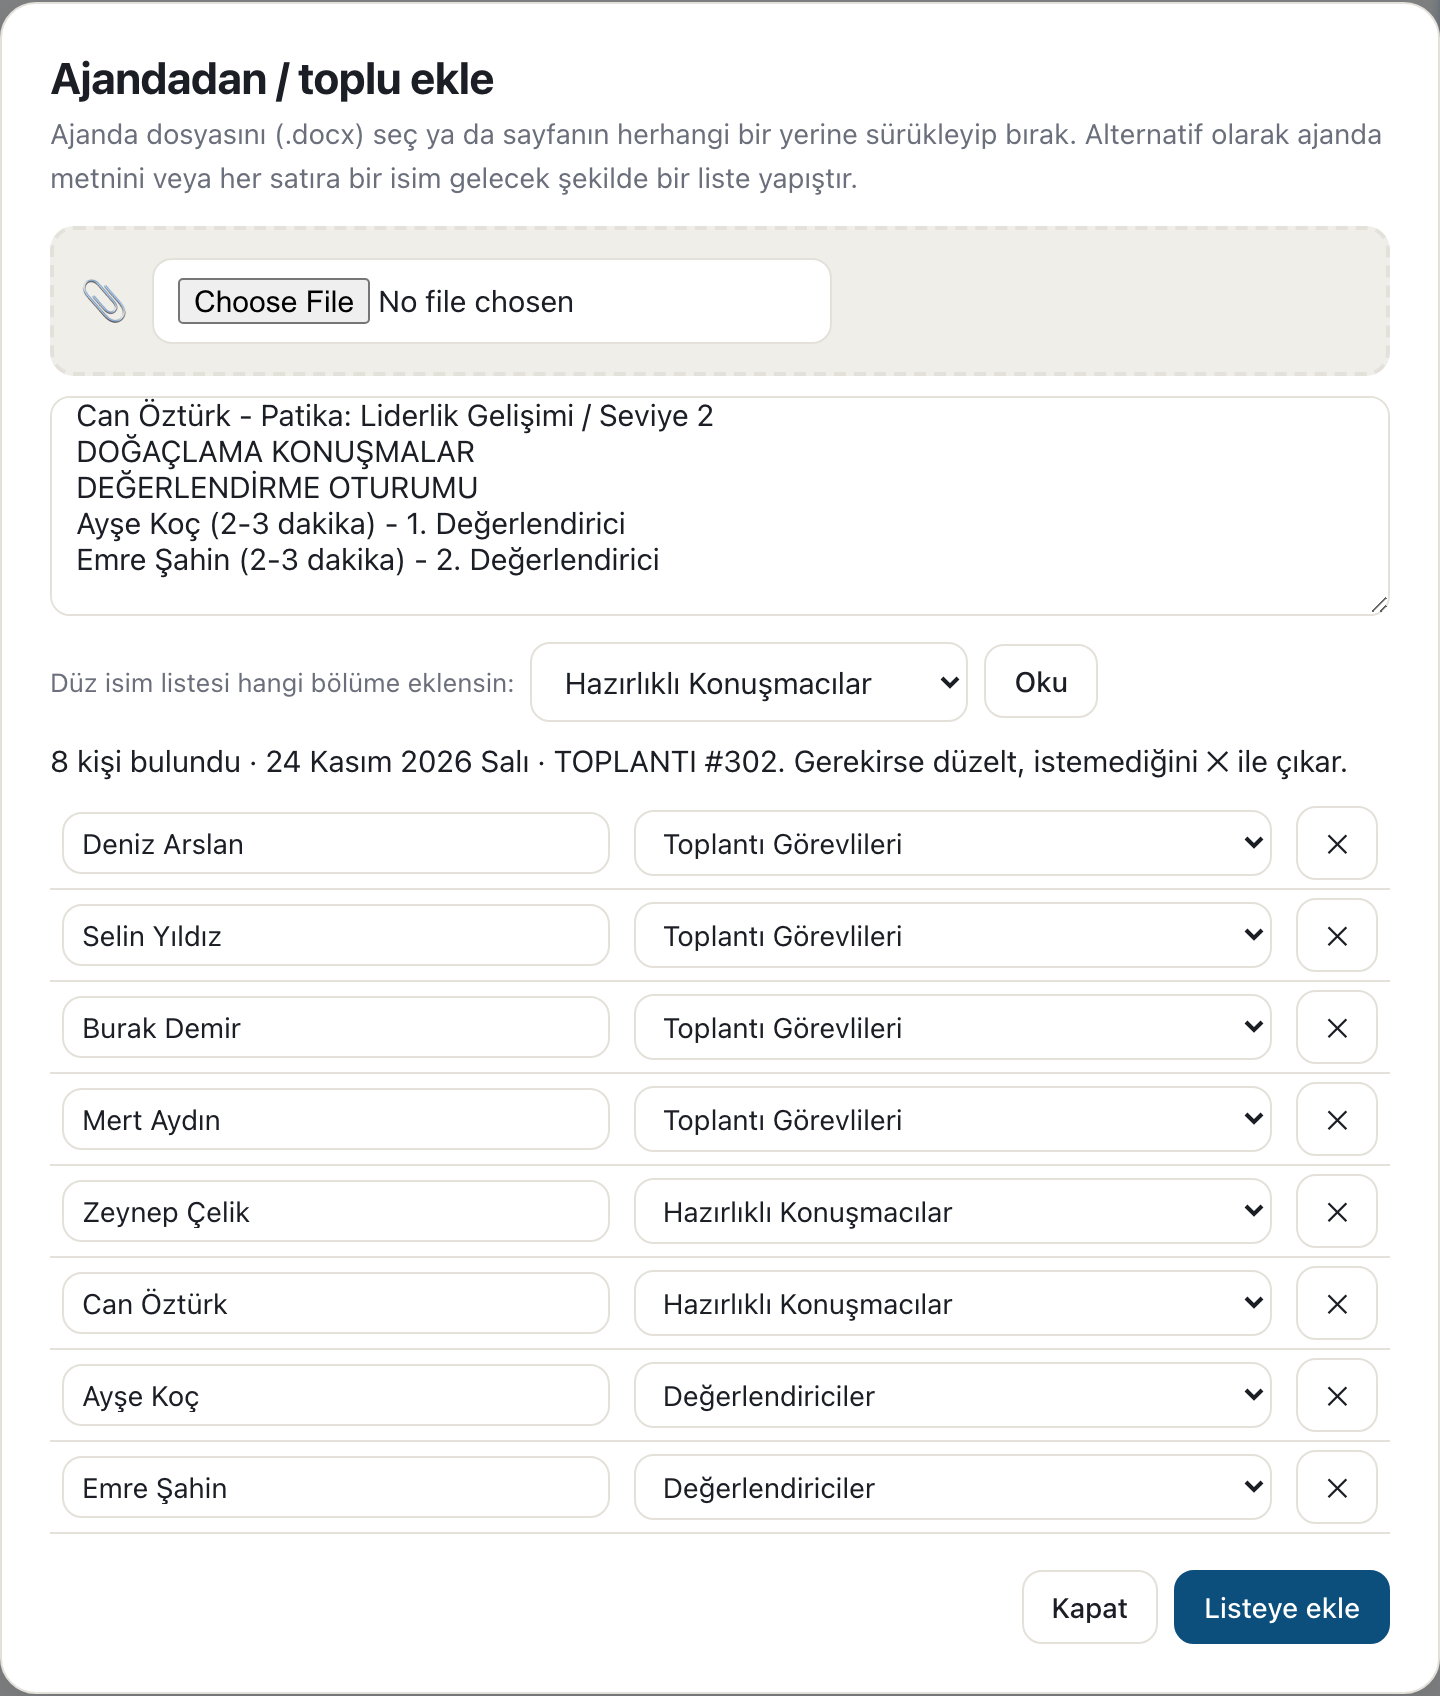 Ajandadan / toplu ekle
Ajanda dosyasını (.docx) seç ya da sayfanın herhangi bir yerine sürükleyip bırak. Alternatif olarak ajanda
metnini veya her satıra bir isim gelecek şekilde bir liste yapıştır.
Choose File No file chosen
Can Öztürk - Patika: Liderlik Gelişimi / Seviye 2
DOĞAÇLAMA KONUŞMALAR
DEĞERLENDİRME OTURUMU
Ayşe Koç (2-3 dakika) - 1. Değerlendirici
Emre Şahin (2-3 dakika) - 2. Değerlendirici
Düz isim listesi hangi bölüme eklensin: Hazırlıklı Konuşmacılar Oku
8 kişi bulundu · 24 Kasım 2026 Salı · TOPLANTI #302. Gerekirse düzelt, istemediğini ✕ ile çıkar.
Deniz Arslan Toplantı Görevlileri ✕
Selin Yıldız Toplantı Görevlileri ✕
Burak Demir Toplantı Görevlileri ✕
Mert Aydın Toplantı Görevlileri ✕
Zeynep Çelik Hazırlıklı Konuşmacılar ✕
Can Öztürk Hazırlıklı Konuşmacılar ✕
Ayşe Koç Değerlendiriciler ✕
Emre Şahin Değerlendiriciler ✕
Kapat Listeye ekle